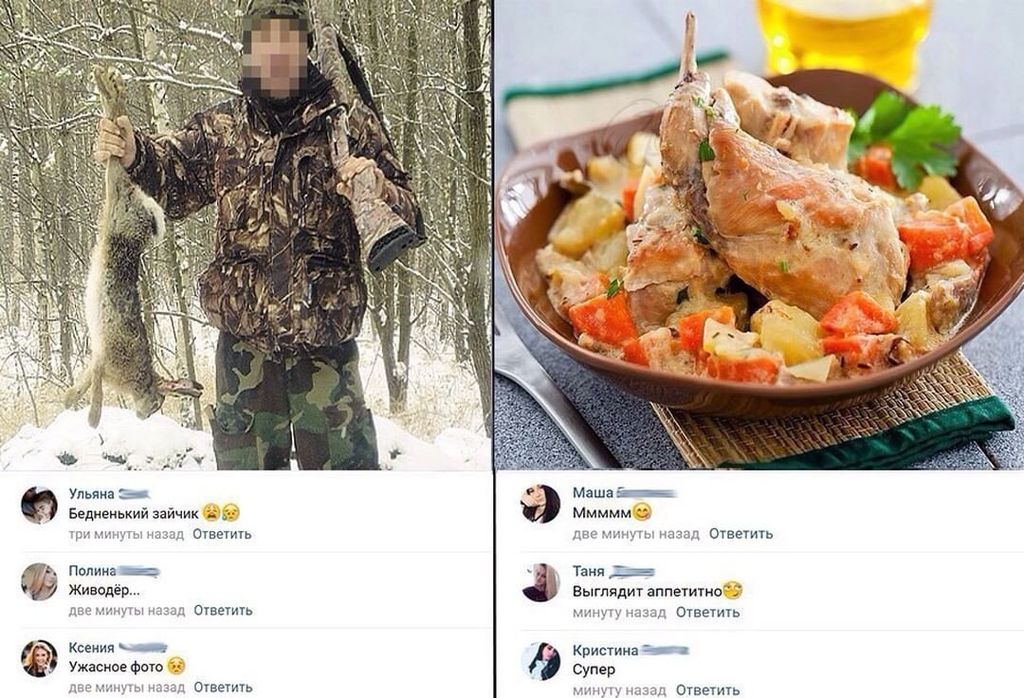 Ульяна
Бедненький зайчик 😩😥
три минуты назад Ответить
Полина
Живодёр...
две минуты назад Ответить
Ксения
Ужасное фото 😣
две минуты назад Ответить
Маша
Ммммм😋
две минуты назад Ответить
Таня
Выглядит аппетитно🤔
минуту назад Ответить
Кристина
Супер
минуту назад Ответить